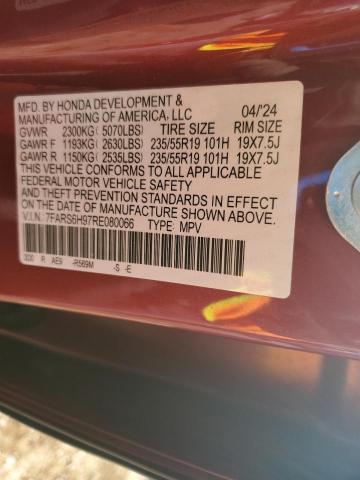 MFD. BY HONDA DEVELOPMENT &
MANUFACTURING OF AMERICA, LLC 04/24
GVWR 2300KG (5070LBS) TIRE SIZE RIM SIZE
GAWR F 1193KG (2630LBS) 235/55R19 101H 19X7.5J
GAWR R 1150KG (2535LBS) 235/55R19 101H 19X7.5J
THIS VEHICLE CONFORMS TO ALL APPLICABLE
FEDERAL MOTOR VEHICLE SAFETY
AND THEFT PREVENTION STANDARDS IN EFFECT
ON THE DATE OF MANUFACTURE SHOWN ABOVE.
V.I.N: 7FARS6H97RE080066 TYPE: MPV
R AE9 -R569M -S -E